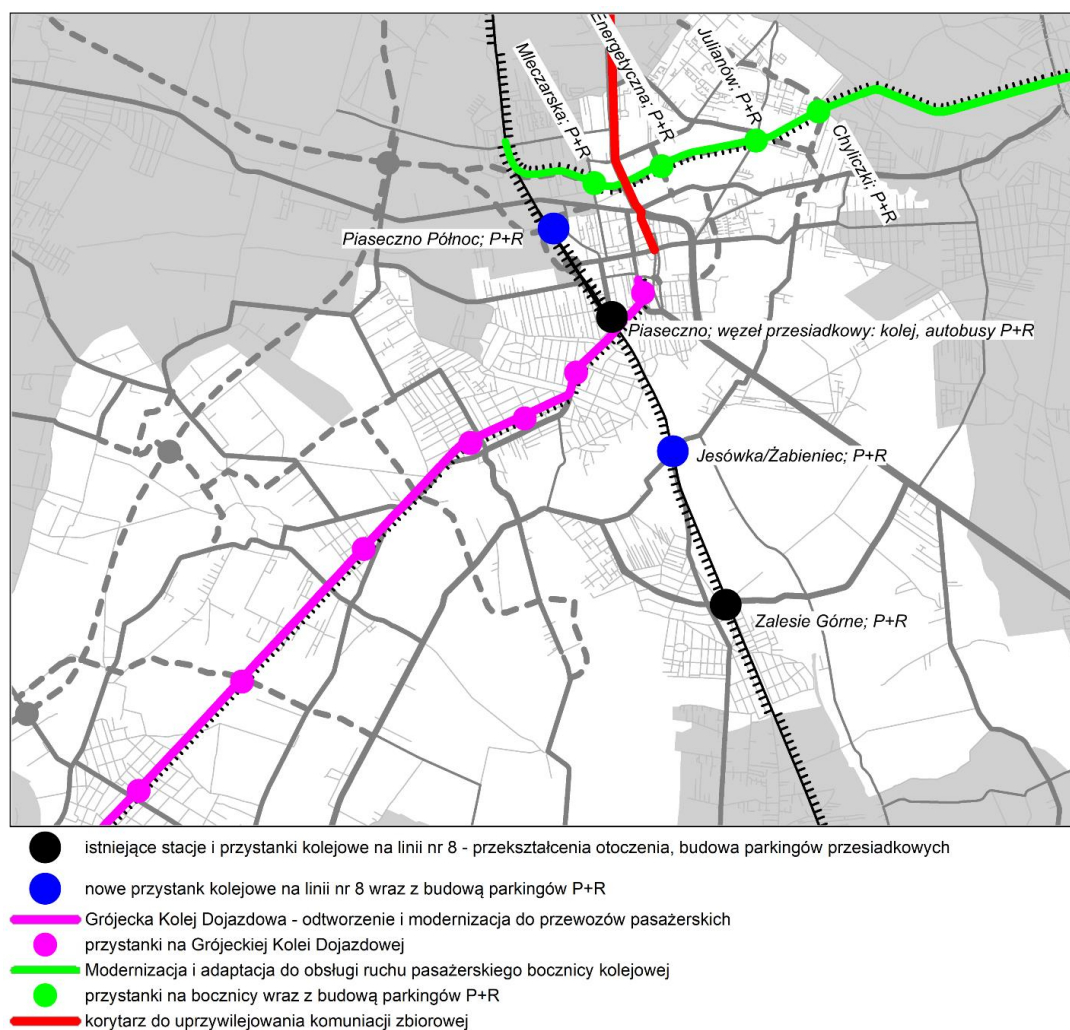 Mleczarska; P+R
Energetyczna; P+R
Julianów; P+R
Chyliczki; P+R
Piaseczno Północ; P+R
Piaseczno; węzeł przesiadkowy: kolej, autobusy P+R
Jesówka/Żabieniec; P+R
Zalesie Górne; P+R
istniejące stacje i przystanki kolejowe na linii nr 8 - przekształcenia otoczenia, budowa parkingów przesiadkowych
nowe przystank kolejowe na linii nr 8 wraz z budową parkingów P+R
Grójecka Kolej Dojazdowa - odtworzenie i modernizacja do przewozów pasażerskich
przystanki na Grójeckiej Kolei Dojazdowej
Modernizacja i adaptacja do obsługi ruchu pasażerskiego bocznicy kolejowej
przystanki na bocznicy wraz z budową parkingów P+R
korytarz do uprzywilejowania komuniacji zbiorowej